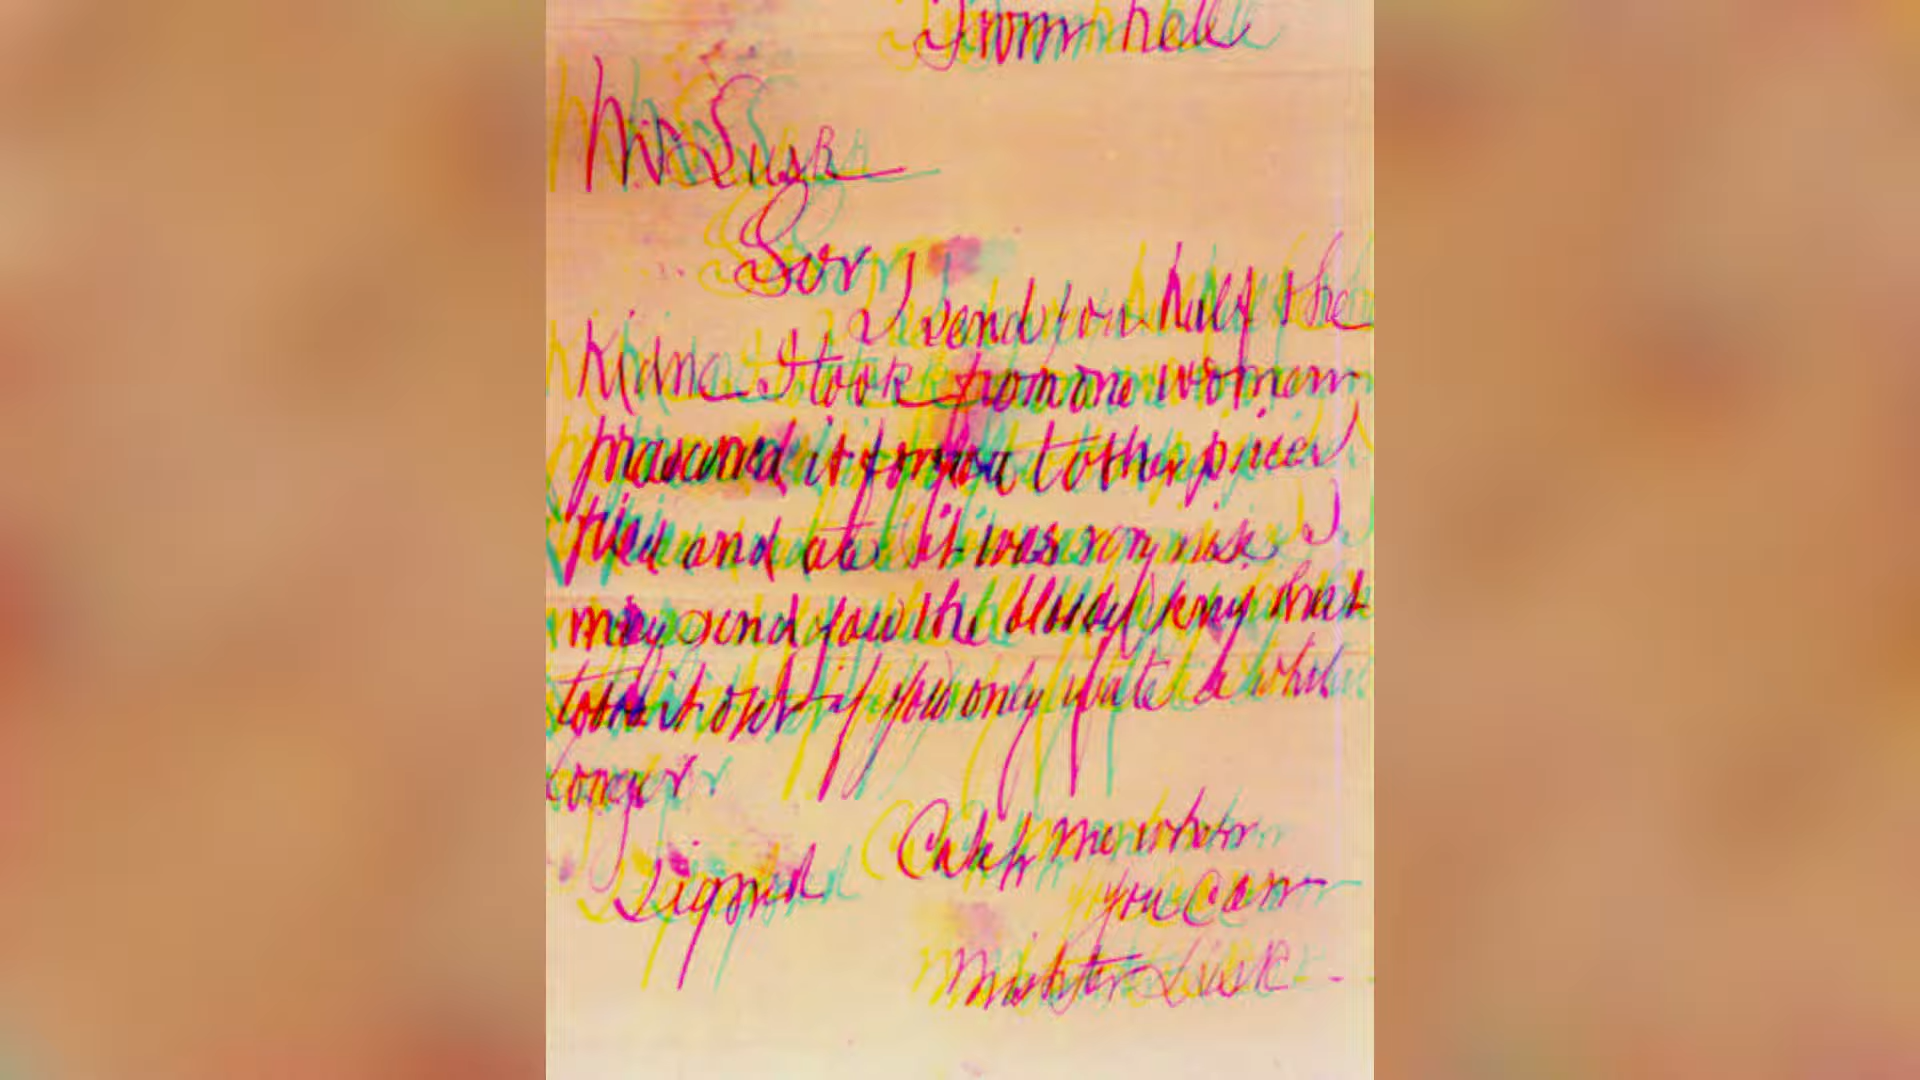 From hell
Mr Lusk
Sor
I send you half the
Kidne I took from one women
prasarved it for you tother piece I
fried and ate it was very nise I
may send you the bloody knif that
took it out if you only wate a whil
longer
signed
Catch me when
you can
Mishter Lusk